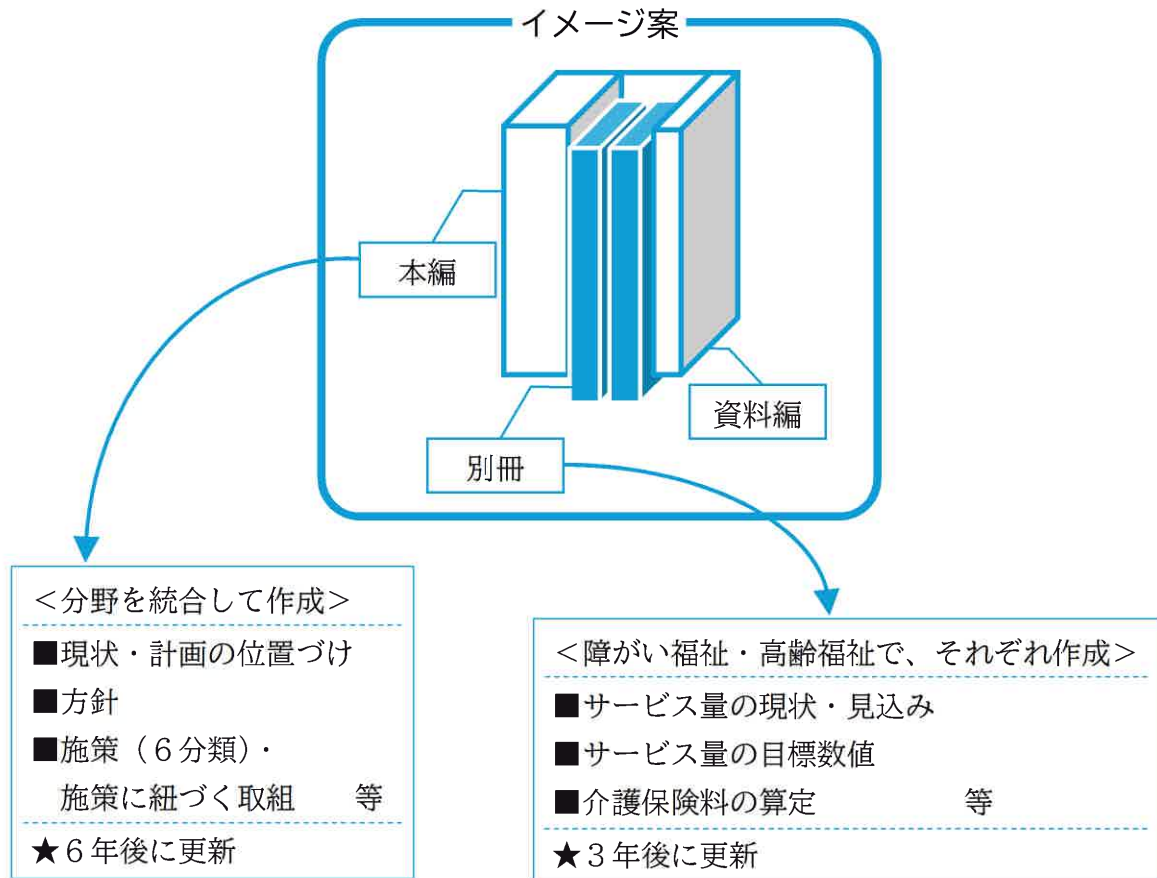 イメージ案
本編
資料編
別冊
＜分野を統合して作成＞
■現状・計画の位置づけ
■方針
■施策（６分類）・
施策に紐づく取組　　等
★６年後に更新
＜障がい福祉・高齢福祉で、それぞれ作成＞
■サービス量の現状・見込み
■サービス量の目標数値
■介護保険料の算定　　　　　　等
★３年後に更新